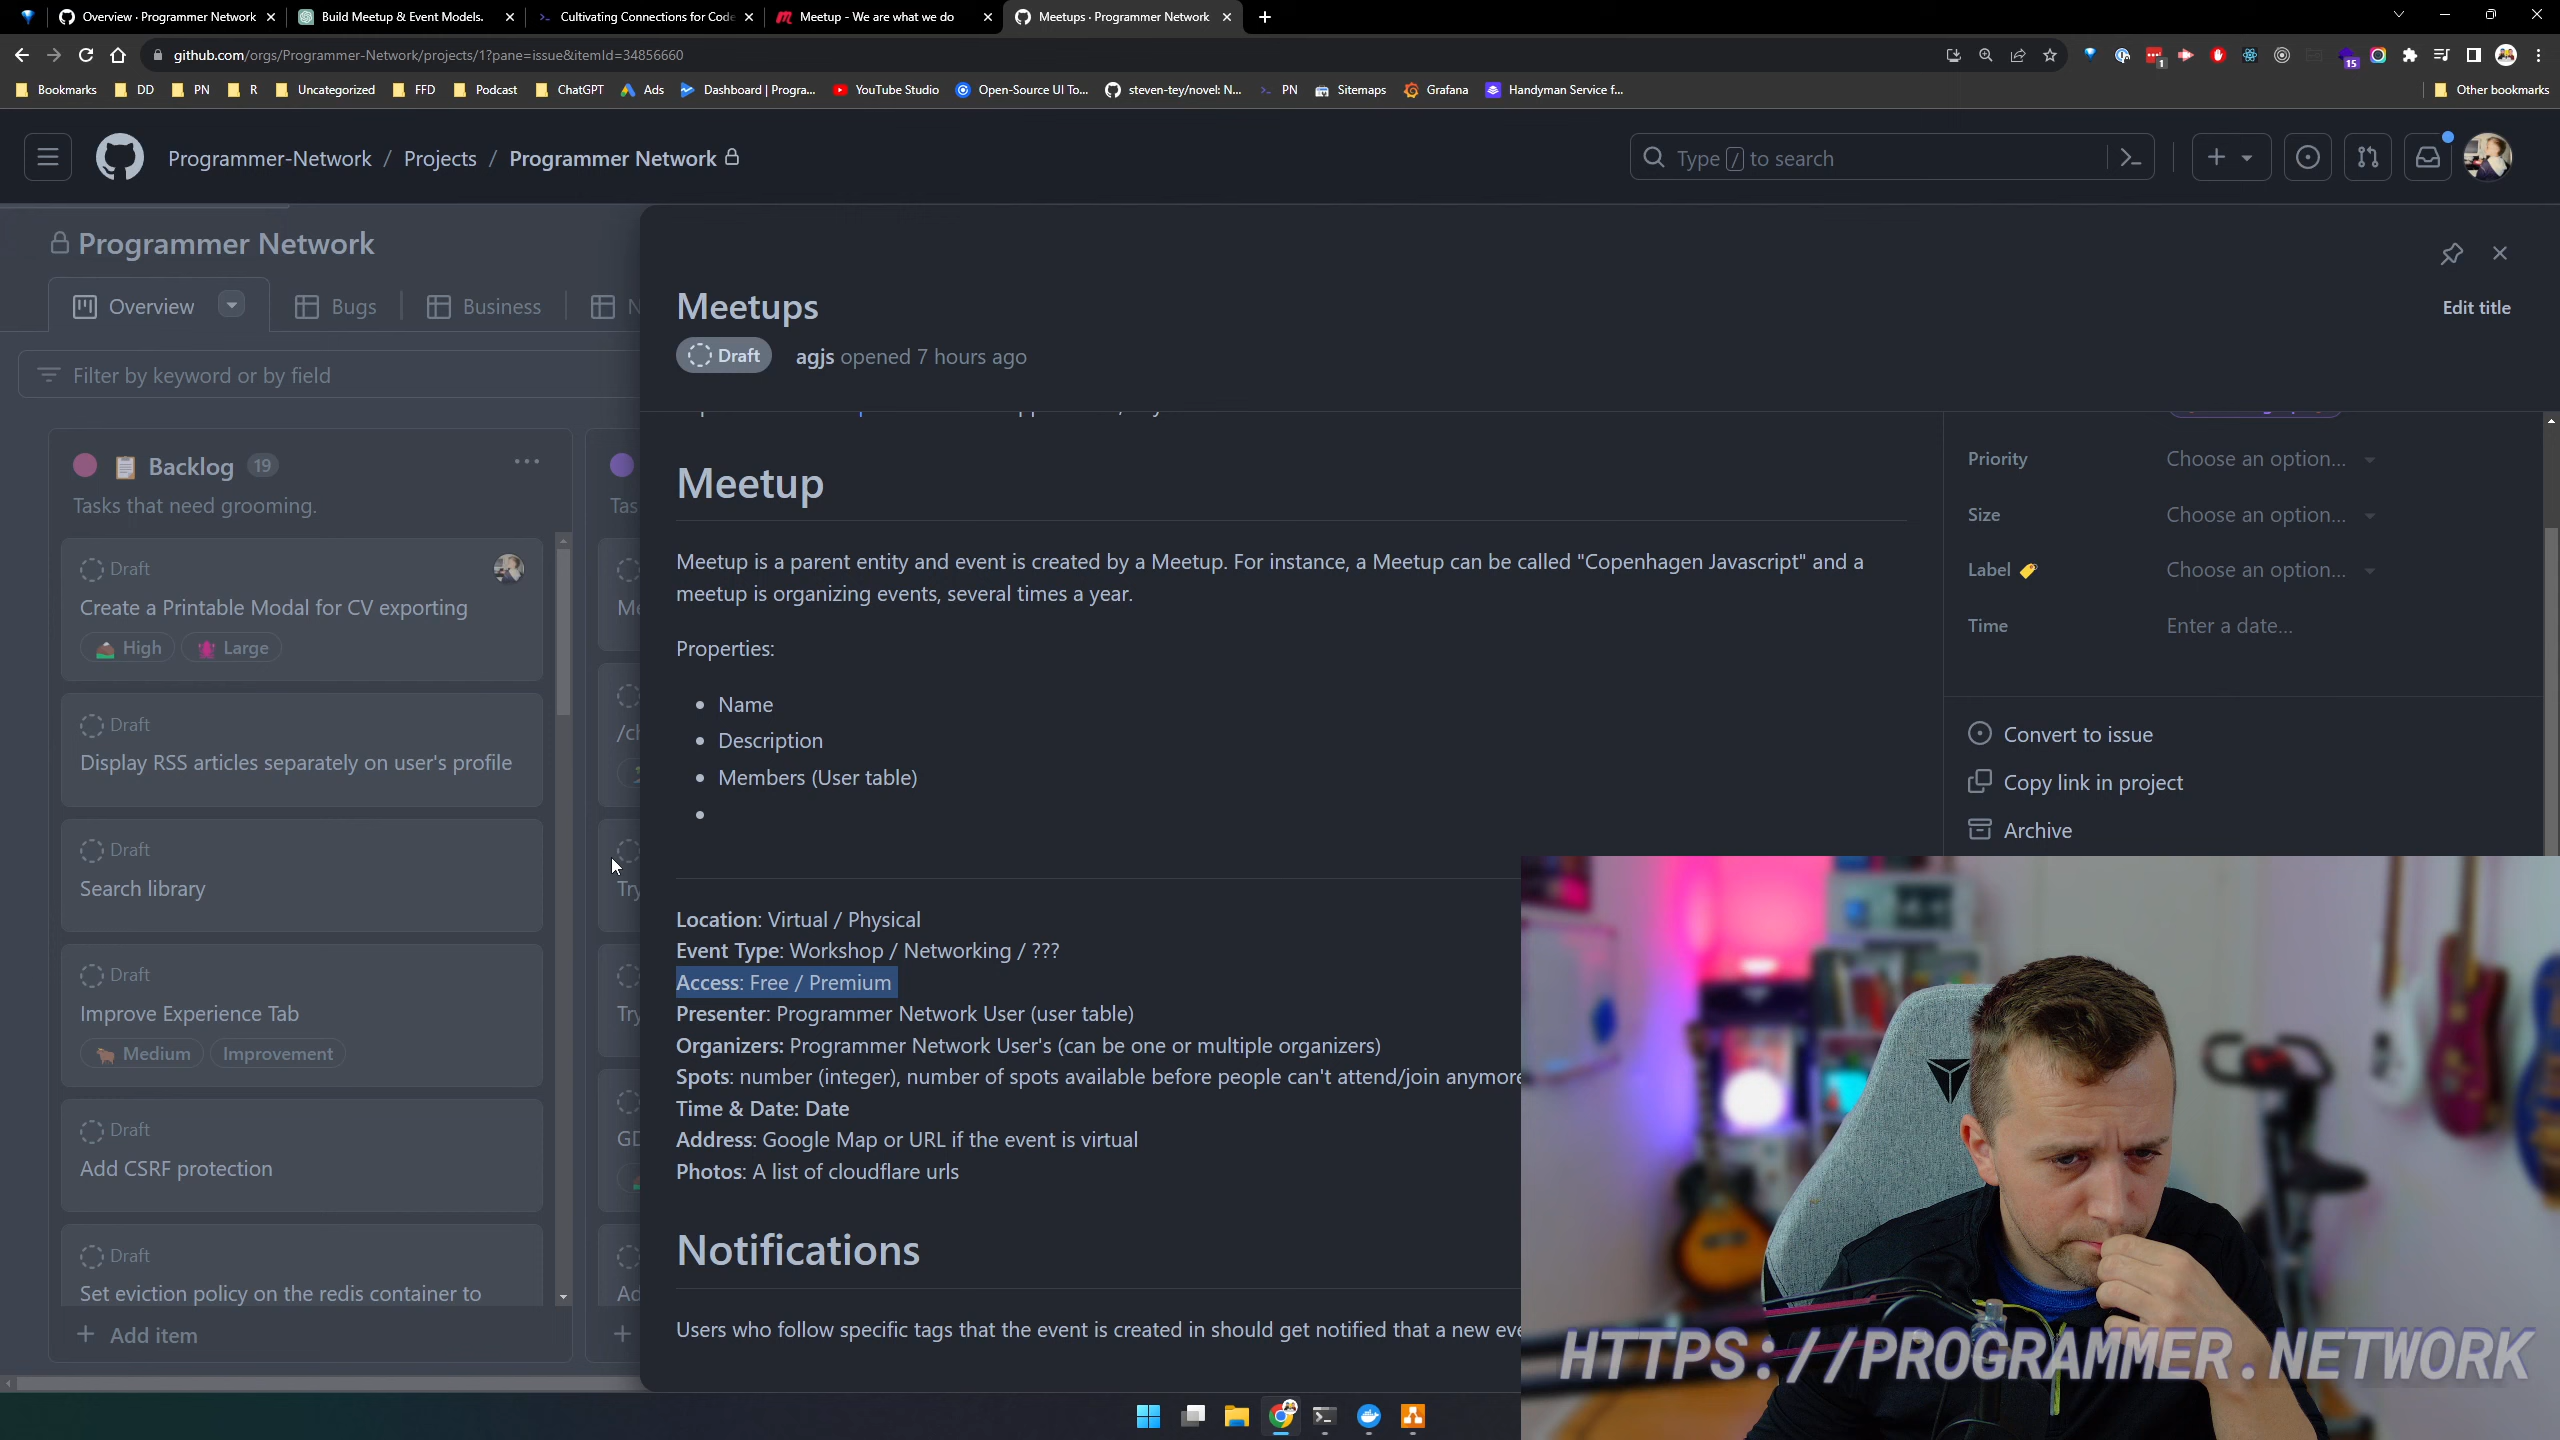 Overview · Programmer Network
Build Meetup & Event Models.
Cultivating Connections for Code
Meetup - We are what we do
Meetups · Programmer Network
github.com/orgs/Programmer-Network/projects/1?pane=issue&itemId=34856660
1
15
Bookmarks DD PN R Uncategorized FFD Podcast ChatGPT Ads Dashboard | Progra... YouTube Studio Open-Source UI To... steven-tey/novel: N... PN Sitemaps Grafana Handyman Service f... Other bookmarks
Programmer-Network / Projects / Programmer Network
Type / to search
Programmer Network
Overview Bugs Business
Filter by keyword or by field
Backlog 19
Tasks that need grooming.
Draft
Create a Printable Modal for CV exporting
High Large
Draft
Display RSS articles separately on user's profile
Draft
Search library
Draft
Improve Experience Tab
Medium Improvement
Draft
Add CSRF protection
Draft
Set eviction policy on the redis container to
Add item
Meetups
Edit title
Draft agjs opened 7 hours ago
Meetup
Meetup is a parent entity and event is created by a Meetup. For instance, a Meetup can be called "Copenhagen Javascript" and a
meetup is organizing events, several times a year.
Properties:
• Name
• Description
• Members (User table)
•
Location: Virtual / Physical
Event Type: Workshop / Networking / ???
Access: Free / Premium
Presenter: Programmer Network User (user table)
Organizers: Programmer Network User's (can be one or multiple organizers)
Spots: number (integer), number of spots available before people can't attend/join anymore
Time & Date: Date
Address: Google Map or URL if the event is virtual
Photos: A list of cloudflare urls
Notifications
Users who follow specific tags that the event is created in should get notified that a new eve
Priority Choose an option...
Size Choose an option...
Label Choose an option...
Time Enter a date...
Convert to issue
Copy link in project
Archive
HTTPS://PROGRAMMER.NETWORK